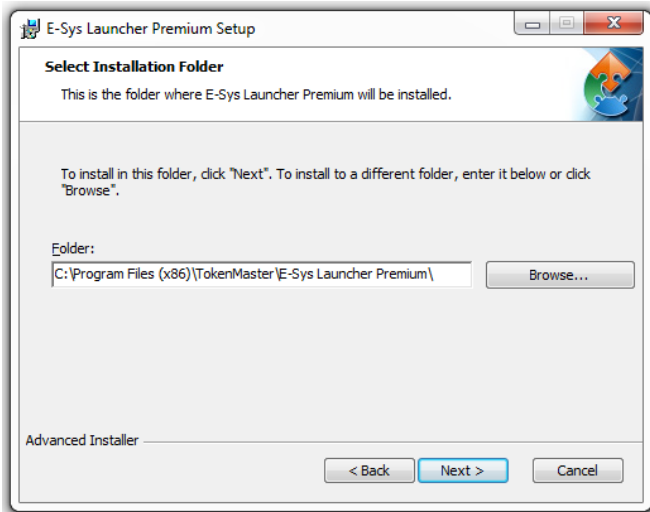 E-Sys Launcher Premium Setup
Select Installation Folder
This is the folder where E-Sys Launcher Premium will be installed.
To install in this folder, click "Next". To install to a different folder, enter it below or click
"Browse".
Folder:
C:\Program Files (x86)\TokenMaster\E-Sys Launcher Premium\
Browse...
Advanced Installer
< Back
Next >
Cancel